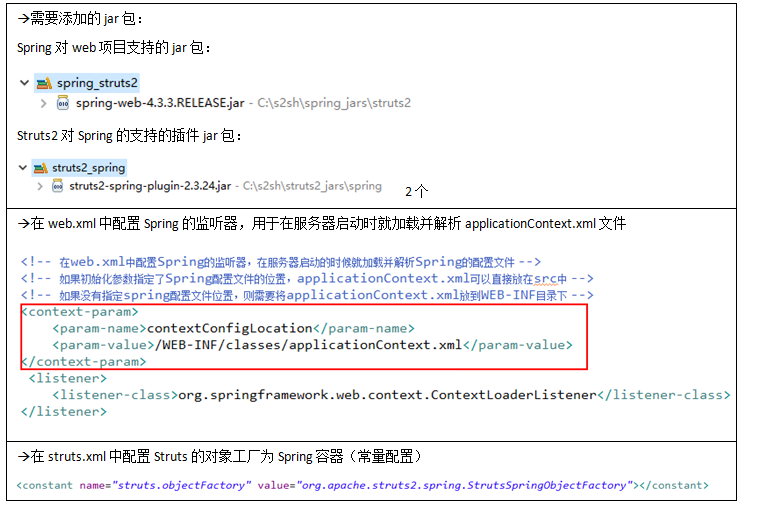 →需要添加的 jar 包：
Spring 对 web 项目支持的 jar 包：
spring_struts2
spring-web-4.3.3.RELEASE.jar - C:\s2sh\spring_jars\struts2
Struts2 对 Spring 的支持的插件 jar 包：
struts2_spring
struts2-spring-plugin-2.3.24.jar - C:\s2sh\struts2_jars\spring
2 个
→在 web.xml 中配置 Spring 的监听器，用于在服务器启动时就加载并解析 applicationContext.xml 文件
<!-- 在web.xml中配置Spring的监听器，在服务器启动的时候就加载并解析Spring的配置文件 -->
<!-- 如果初始化参数指定了Spring配置文件的位置，applicationContext.xml可以直接放在src中 -->
<!-- 如果没有指定spring配置文件位置，则需要将applicationContext.xml放到WEB-INF目录下 -->
<context-param>
<param-name>contextConfigLocation</param-name>
<param-value>/WEB-INF/classes/applicationContext.xml</param-value>
</context-param>
<listener>
<listener-class>org.springframework.web.context.ContextLoaderListener</listener-class>
</listener>
→在 struts.xml 中配置 Struts 的对象工厂为 Spring 容器（常量配置）
<constant name="struts.objectFactory" value="org.apache.struts2.spring.StrutsSpringObjectFactory"></constant>